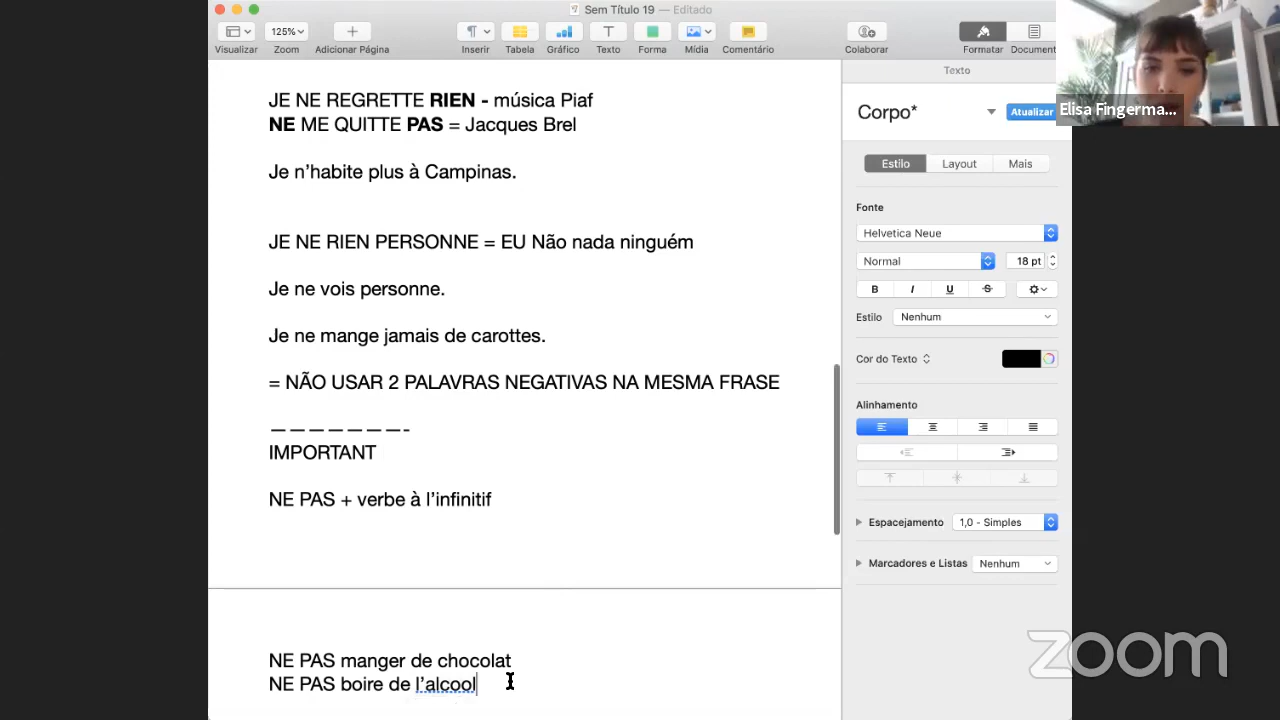 Sem Título 19 — Editado
Visualizar
125%
Zoom
Adicionar Página
Inserir
Tabela
Gráfico
Texto
Forma
Mídia
Comentário
Colaborar
Formatar
Document
Elisa Fingerma...
JE NE REGRETTE RIEN - música Piaf
NE ME QUITTE PAS = Jacques Brel
Je n’habite plus à Campinas.
JE NE RIEN PERSONNE = EU Não nada ninguém
Je ne vois personne.
Je ne mange jamais de carottes.
= NÃO USAR 2 PALAVRAS NEGATIVAS NA MESMA FRASE
———————-
IMPORTANT
NE PAS + verbe à l’infinitif
NE PAS manger de chocolat
NE PAS boire de l’alcool
Texto
Corpo*
Atualizar
Estilo
Layout
Mais
Fonte
Helvetica Neue
Normal
18 pt
B I U S
Estilo
Nenhum
Cor do Texto
Alinhamento
Espaçejamento
1,0 - Simples
Marcadores e Listas
Nenhum
zoom